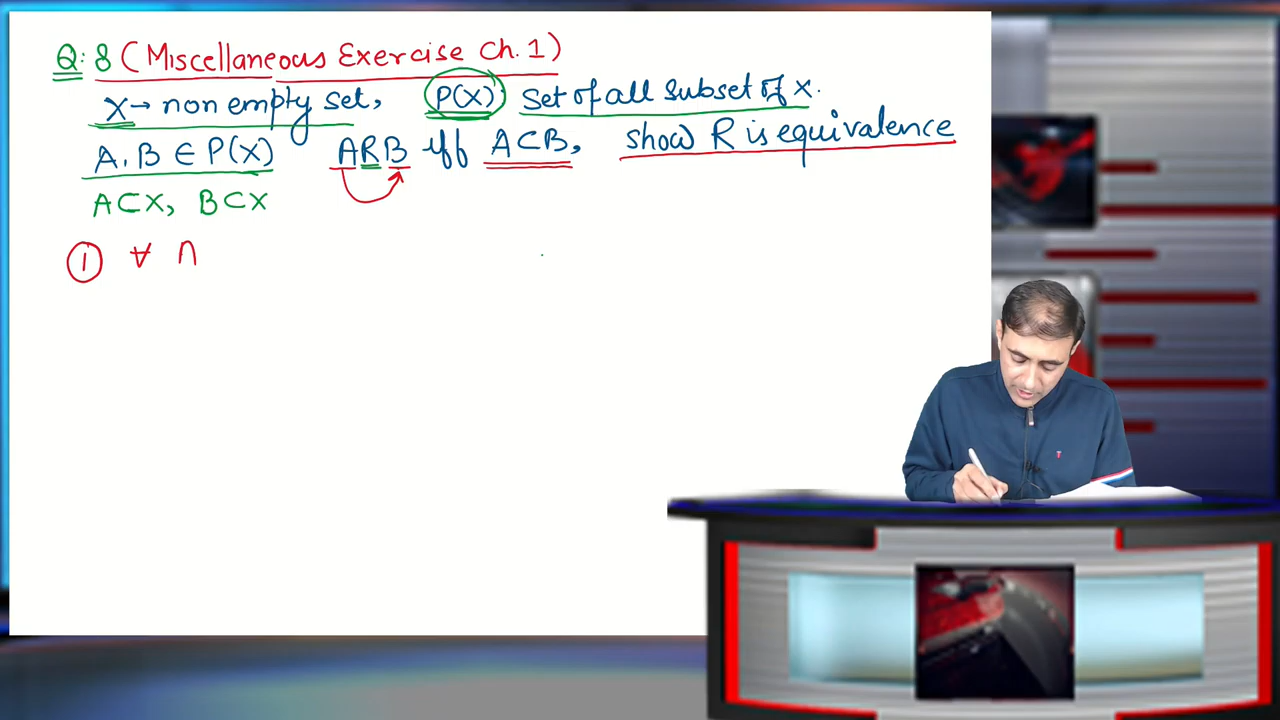 Q: 8 (Miscellaneous Exercise Ch. 1)
X → non empty set, P(X) Set of all subset of X.
A, B ∈ P(X) ARB iff A⊂B, show R is equivalence
A⊂X, B⊂X
① ∀ ∩